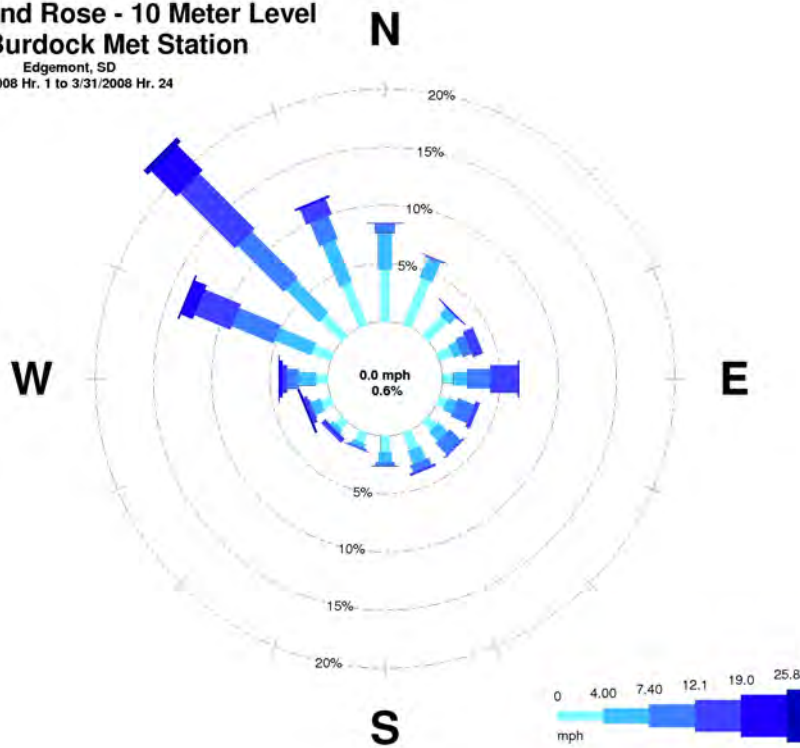 nd Rose - 10 Meter Level
Burdock Met Station
Edgemont, SD
008 Hr. 1 to 3/31/2008 Hr. 24
N
20%
15%
10%
5%
W
0.0 mph
0.6%
E
5%
10%
15%
20%
S
0 4.00 7.40 12.1 19.0 25.8
mph